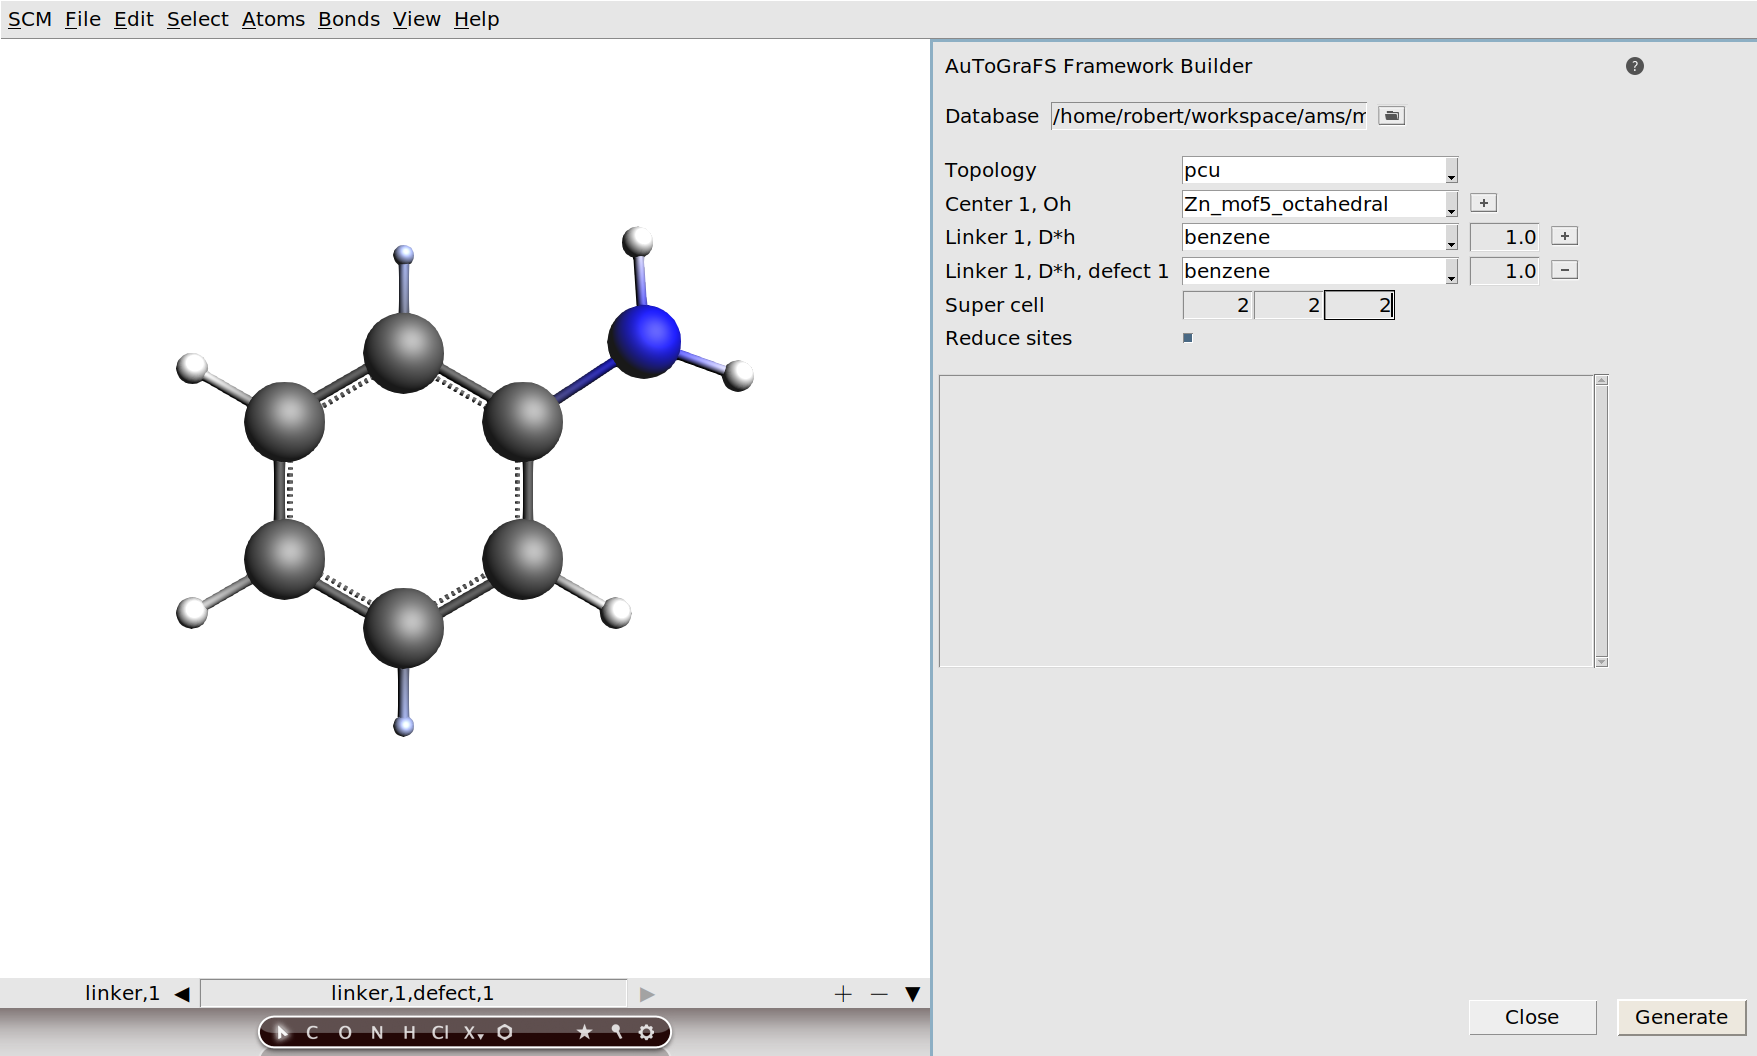 SCM File Edit Select Atoms Bonds View Help
AuToGraFS Framework Builder ?
Database /home/robert/workspace/ams/m
Topology pcu
Center 1, Oh Zn_mof5_octahedral +
Linker 1, D*h benzene 1.0 +
Linker 1, D*h, defect 1 benzene 1.0 −
Super cell 2 2 2
Reduce sites
linker,1 linker,1,defect,1 + −
C O N H Cl X
Close Generate